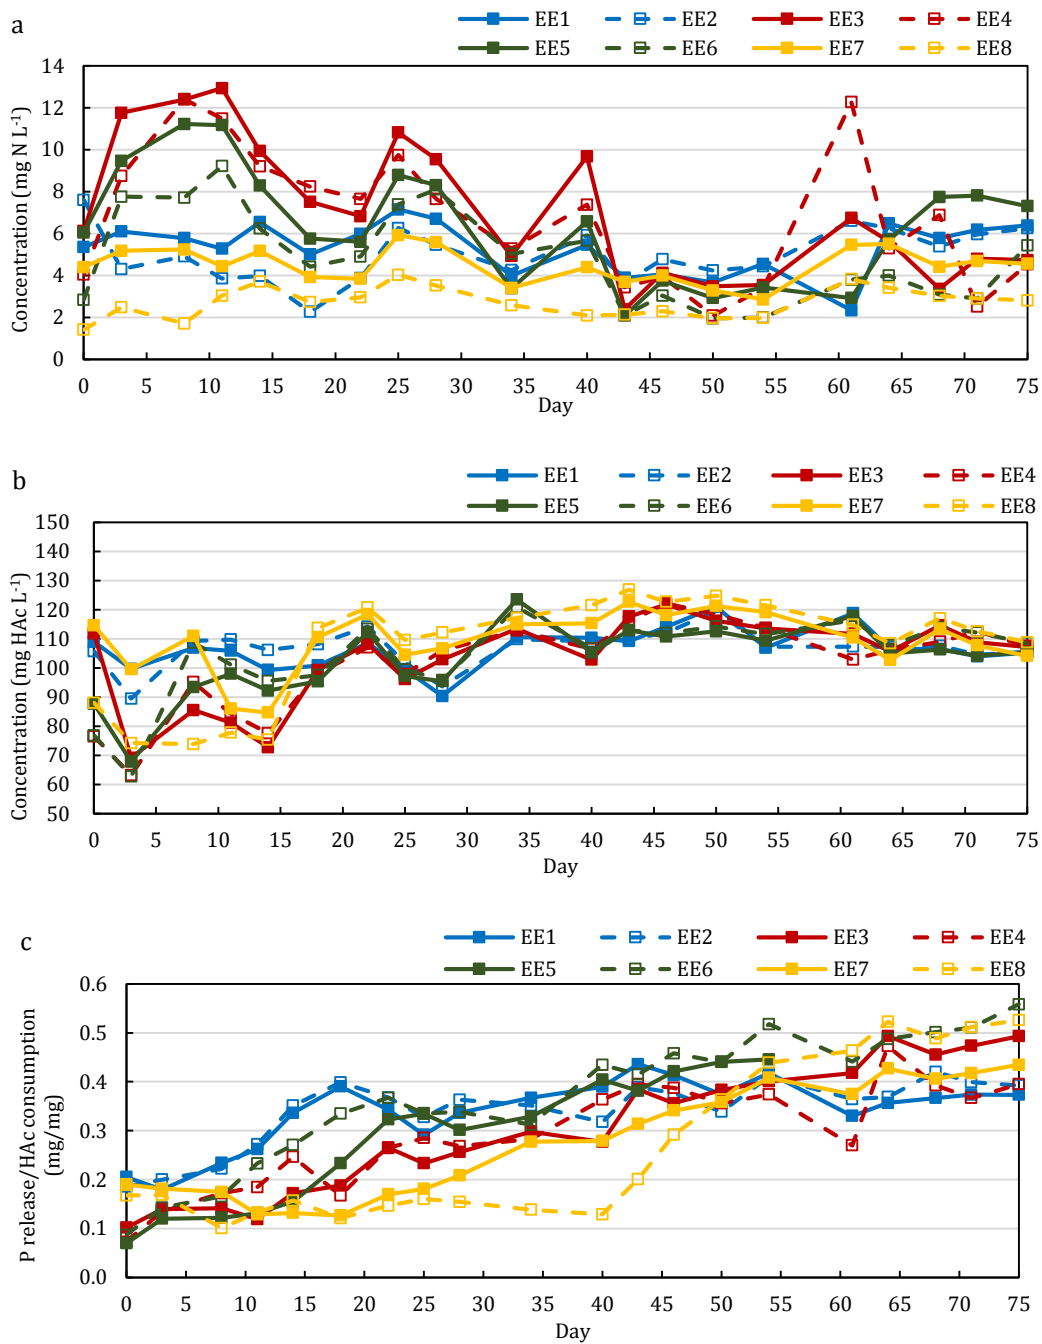 a
EE1 EE2 EE3 EE4
EE5 EE6 EE7 EE8
Concentration (mg N L-1)
14
12
10
8
6
4
2
0
0 5 10 15 20 25 30 35 40 45 50 55 60 65 70 75
Day
b
EE1 EE2 EE3 EE4
EE5 EE6 EE7 EE8
Concentration (mg HAc L-1)
150
140
130
120
110
100
90
80
70
60
50
0 5 10 15 20 25 30 35 40 45 50 55 60 65 70 75
Day
c
EE1 EE2 EE3 EE4
EE5 EE6 EE7 EE8
P release/HAc consumption
(mg/mg)
0.6
0.5
0.4
0.3
0.2
0.1
0.0
0 5 10 15 20 25 30 35 40 45 50 55 60 65 70 75
Day